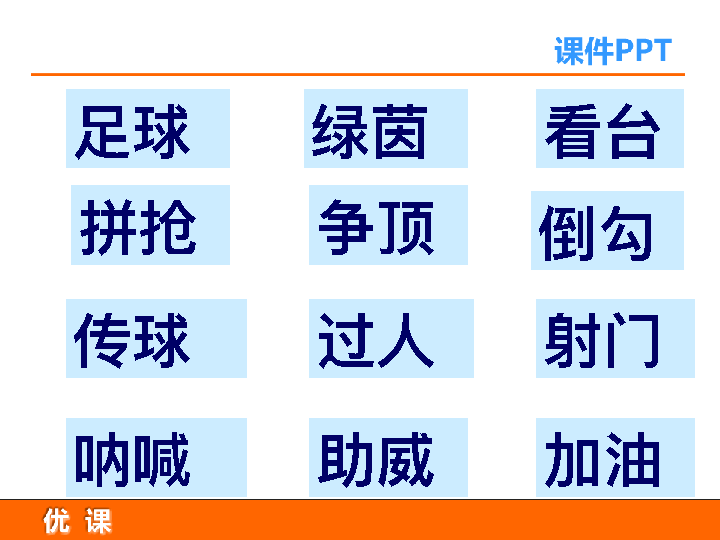 课件PPT
足球 绿茵 看台
拼抢 争顶 倒勾
传球 过人 射门
呐喊 助威 加油
优 课